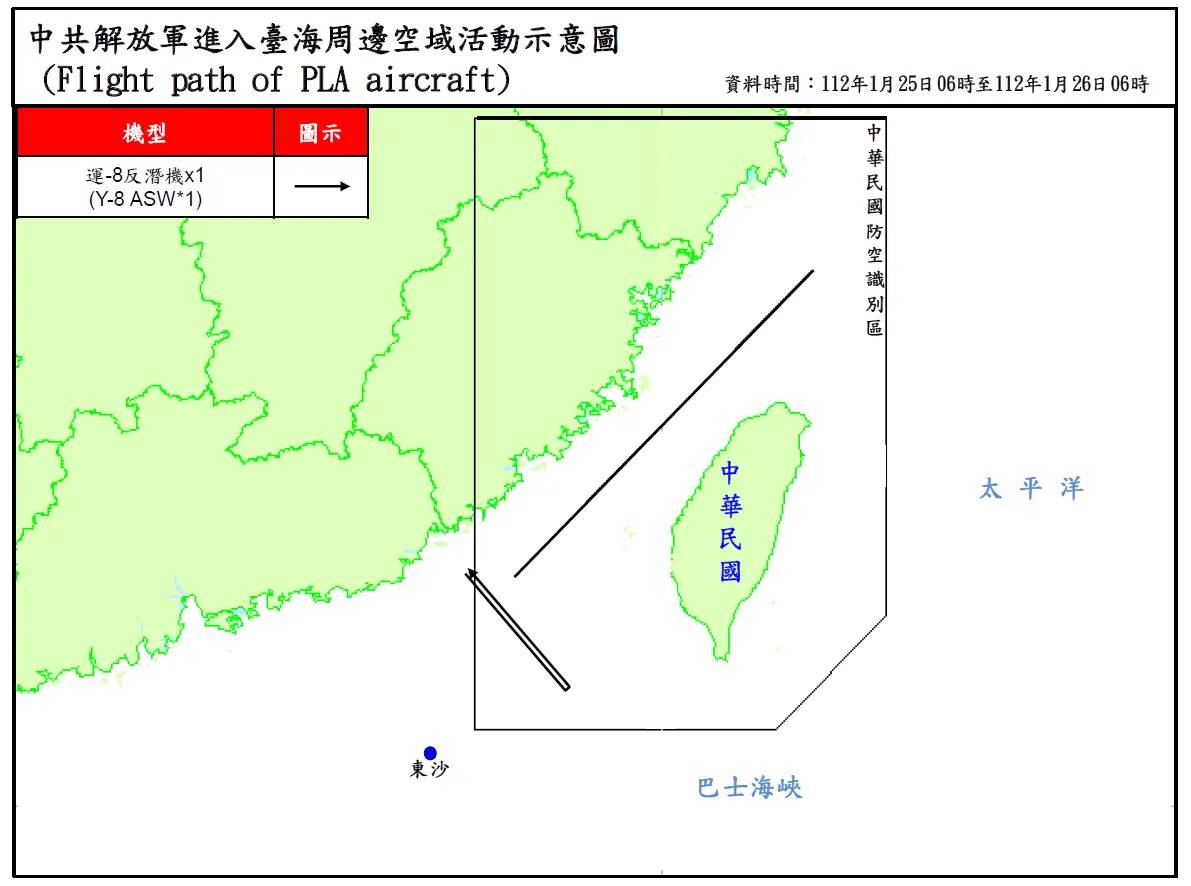 中共解放軍進入臺海周邊空域活動示意圖
(Flight path of PLA aircraft)
資料時間：112年1月25日06時至112年1月26日06時
機型
圖示
運-8反潛機x1
(Y-8 ASW*1)
中華民國防空識別區
中華民國
太平洋
東沙
巴士海峽